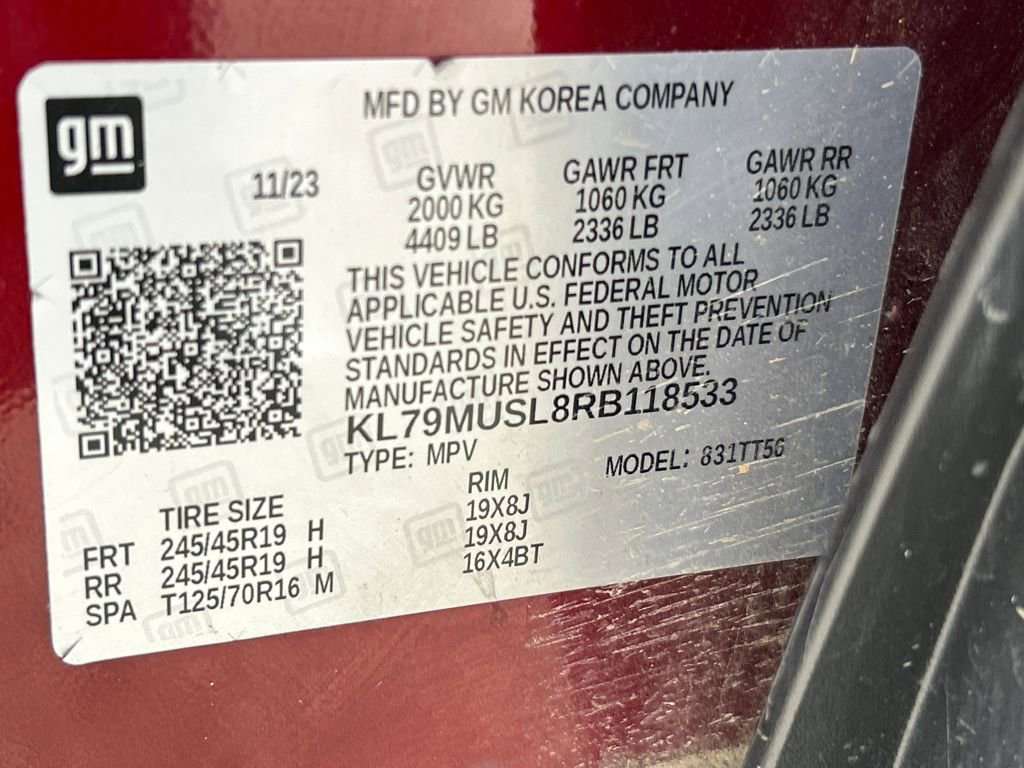 gm
MFD BY GM KOREA COMPANY
11/23 GVWR GAWR FRT GAWR RR
2000 KG 1060 KG 1060 KG
4409 LB 2336 LB 2336 LB
THIS VEHICLE CONFORMS TO ALL
APPLICABLE U.S. FEDERAL MOTOR
VEHICLE SAFETY AND THEFT PREVENTION
STANDARDS IN EFFECT ON THE DATE OF
MANUFACTURE SHOWN ABOVE.
KL79MUSL8RB118533
TYPE: MPV MODEL: 831TT56
TIRE SIZE RIM
FRT 245/45R19 H 19X8J
RR 245/45R19 H 19X8J
SPA T125/70R16 M 16X4BT